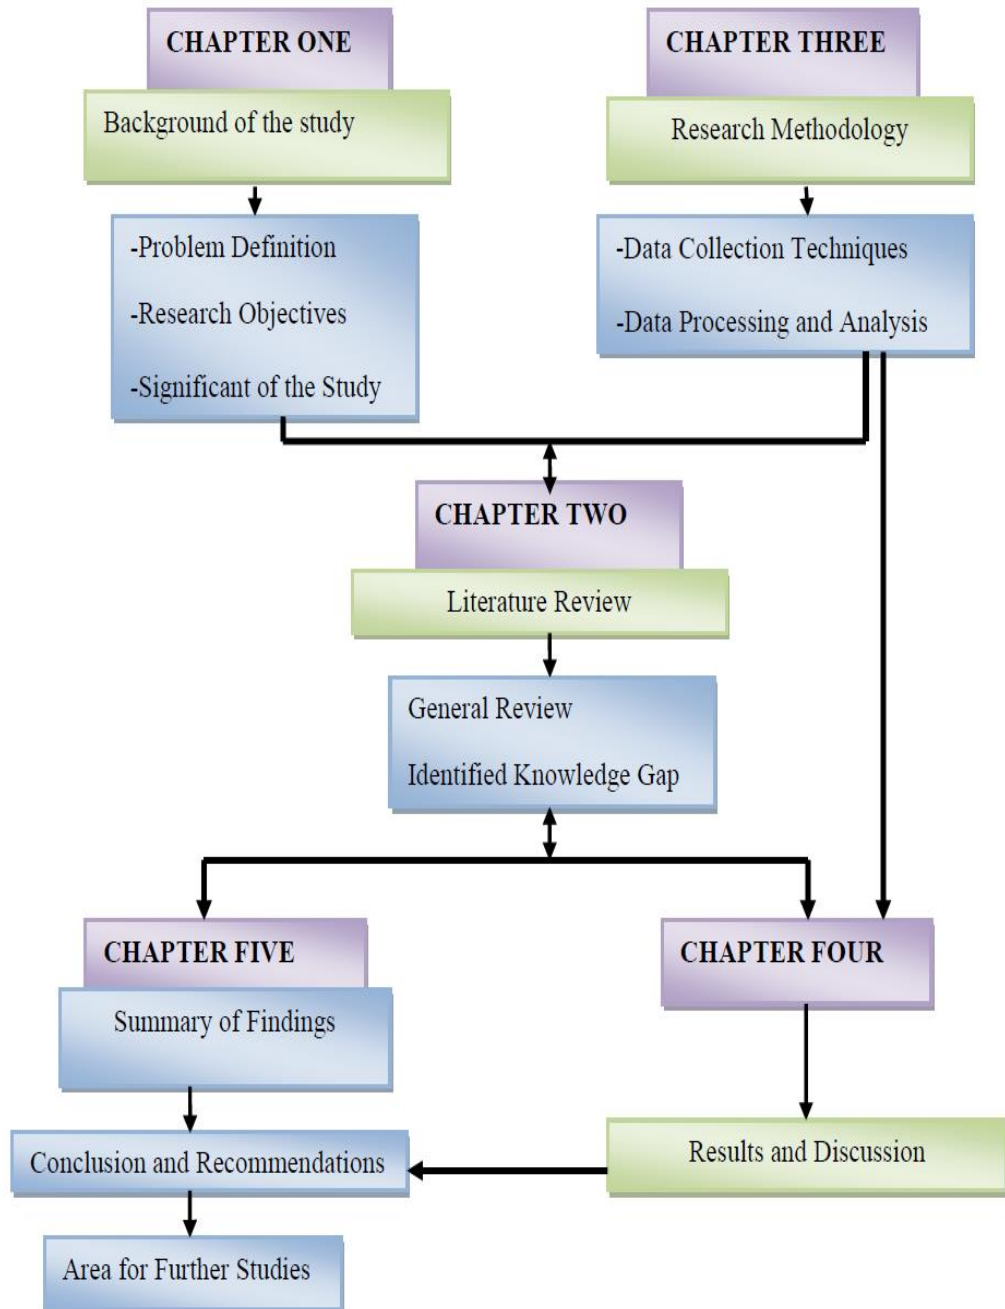 CHAPTER ONE
Background of the study
-Problem Definition
-Research Objectives
-Significant of the Study
CHAPTER THREE
Research Methodology
-Data Collection Techniques
-Data Processing and Analysis
CHAPTER TWO
Literature Review
General Review
Identified Knowledge Gap
CHAPTER FIVE
Summary of Findings
Conclusion and Recommendations
Area for Further Studies
CHAPTER FOUR
Results and Discussion